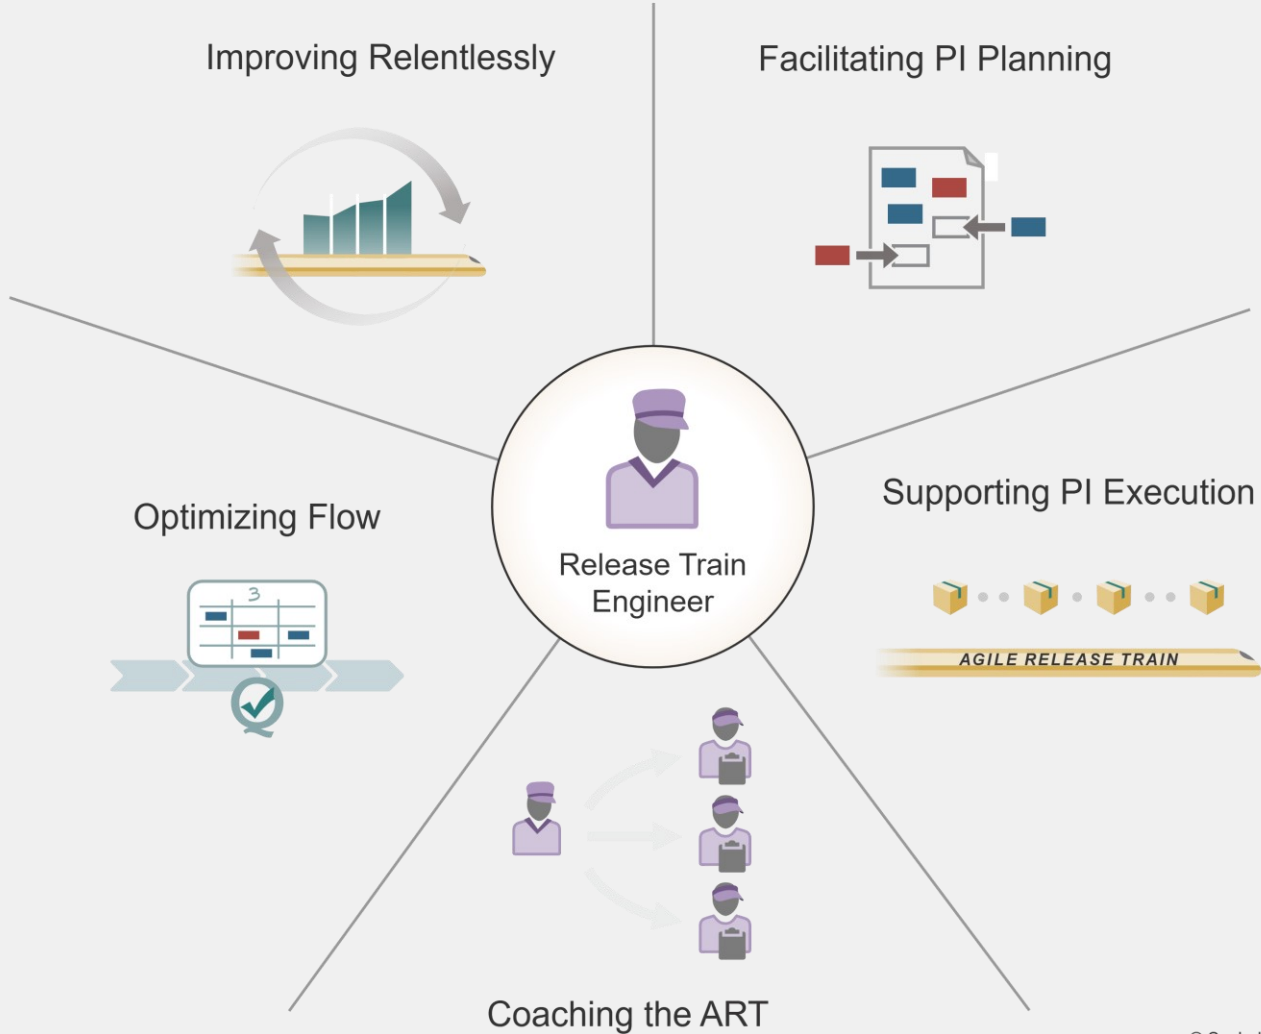 Improving Relentlessly
Facilitating PI Planning
Supporting PI Execution
Optimizing Flow
3
Release Train
Engineer
AGILE RELEASE TRAIN
Q
Coaching the ART